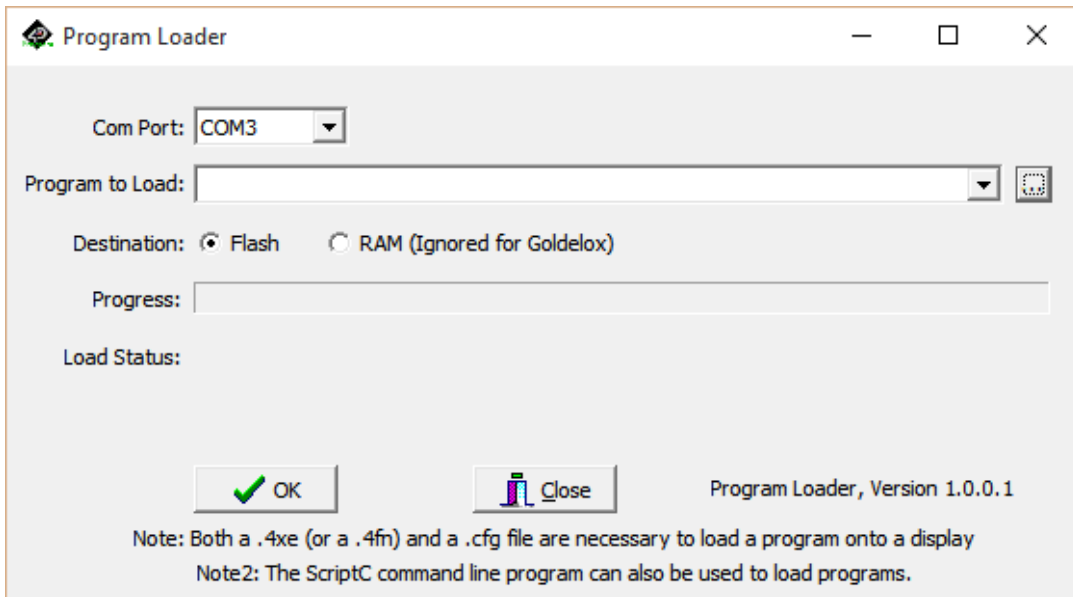 Program Loader
Com Port: COM3
Program to Load: ...
Destination: Flash RAM (Ignored for Goldelox)
Progress:
Load Status:
OK Close Program Loader, Version 1.0.0.1
Note: Both a .4xe (or a .4fn) and a .cfg file are necessary to load a program onto a display
Note2: The ScriptC command line program can also be used to load programs.